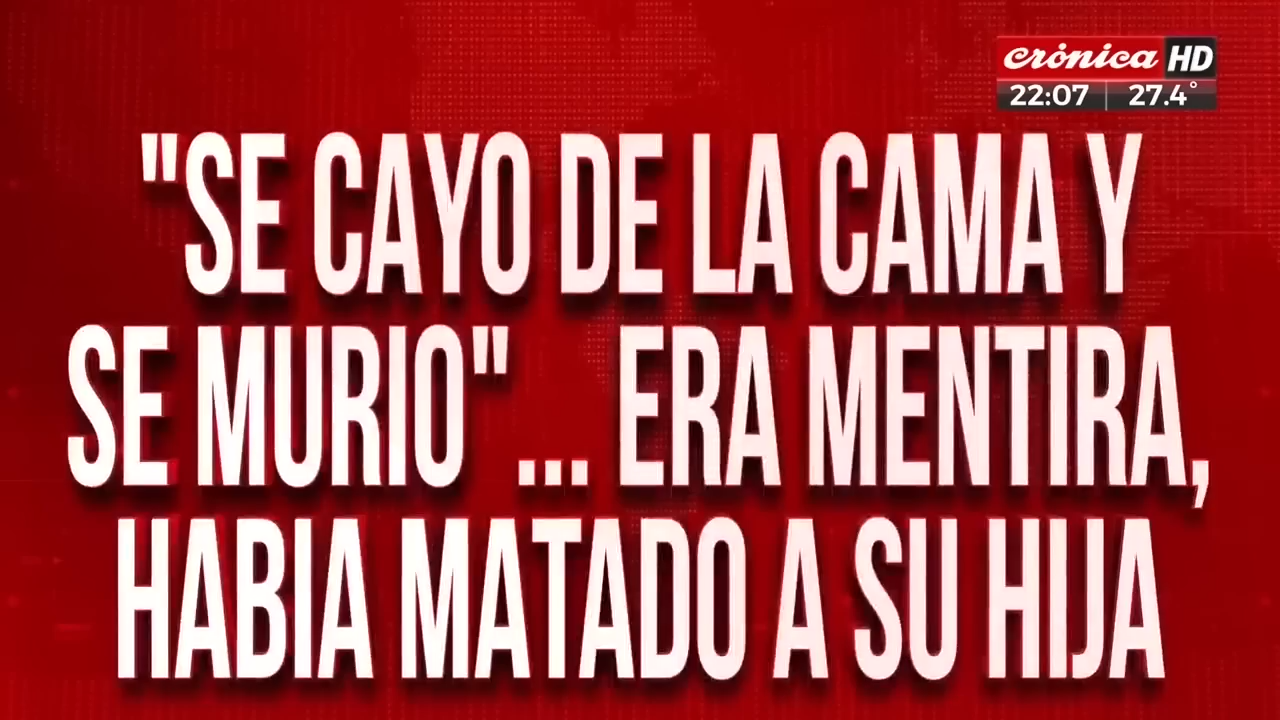 crónica HD
22:07 27.4°
"SE CAYO DE LA CAMA Y
SE MURIO" ... ERA MENTIRA,
HABIA MATADO A SU HIJA